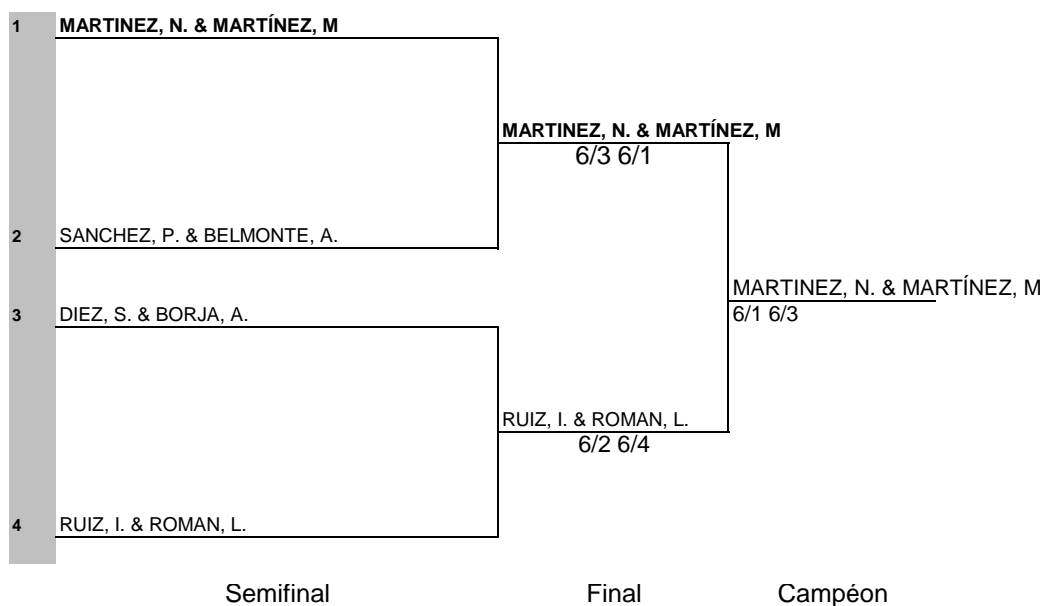 1 MARTINEZ, N. & MARTÍNEZ, M
MARTINEZ, N. & MARTÍNEZ, M
6/3 6/1
2 SANCHEZ, P. & BELMONTE, A.
MARTINEZ, N. & MARTÍNEZ, M
6/1 6/3
3 DIEZ, S. & BORJA, A.
RUIZ, I. & ROMAN, L.
6/2 6/4
4 RUIZ, I. & ROMAN, L.
Semifinal Final Campéon